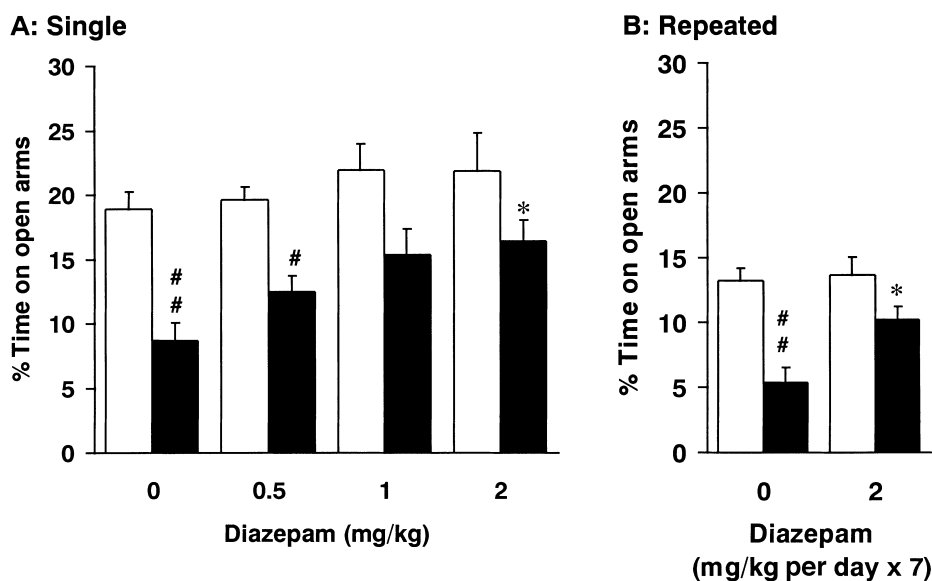 A: Single
% Time on open arms
30
25
20
15
10
5
0
#
#
#
*
0 0.5 1 2
Diazepam (mg/kg)
B: Repeated
% Time on open arms
30
25
20
15
10
5
0
#
#
*
0 2
Diazepam
(mg/kg per day x 7)